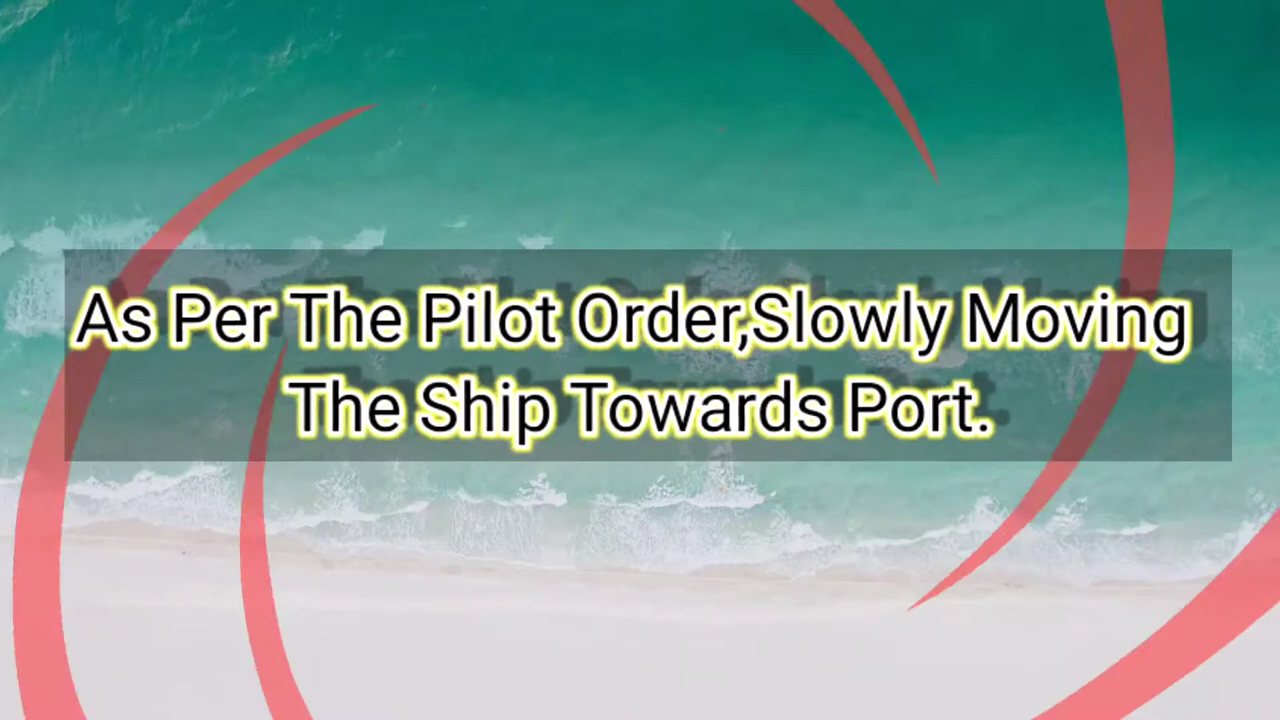 As Per The Pilot Order,Slowly Moving
The Ship Towards Port.